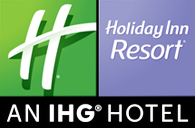 H
Holiday Inn
Resort®
AN IHG® HOTEL